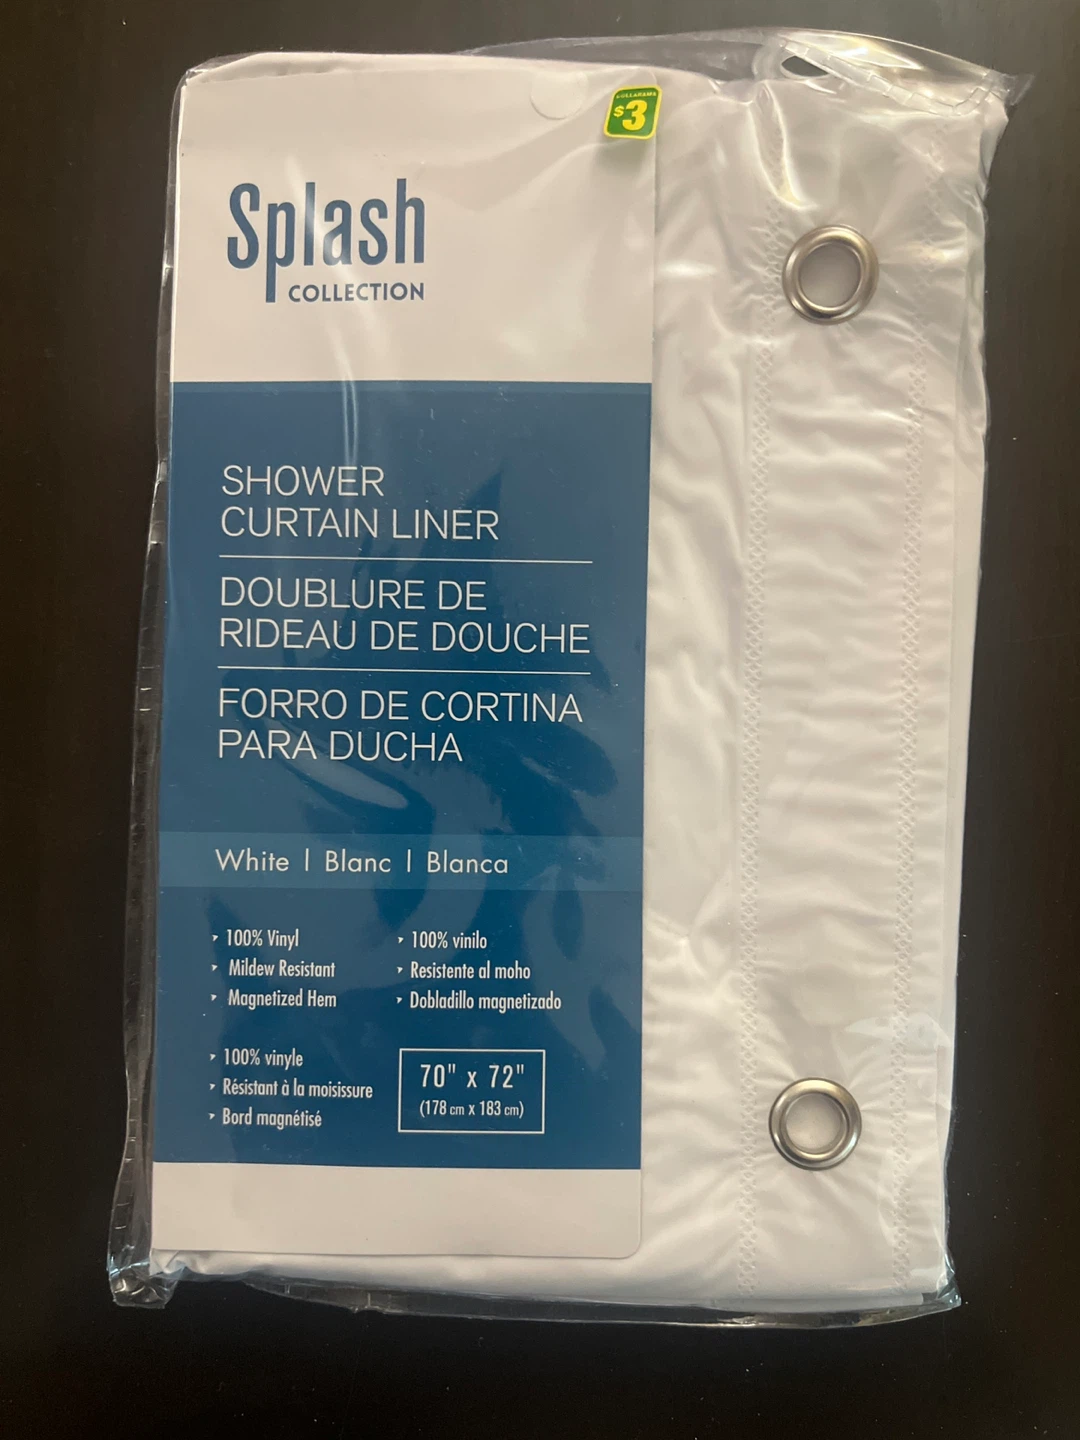 DOLLARAMA
$3
Splash
COLLECTION
SHOWER
CURTAIN LINER
DOUBLURE DE
RIDEAU DE DOUCHE
FORRO DE CORTINA
PARA DUCHA
White | Blanc | Blanca
100% Vinyl
Mildew Resistant
Magnetized Hem
100% vinilo
Resistente al moho
Dobladillo magnetizado
100% vinyle
Résistant à la moisissure
Bord magnétisé
70" x 72"
(178 cm x 183 cm)